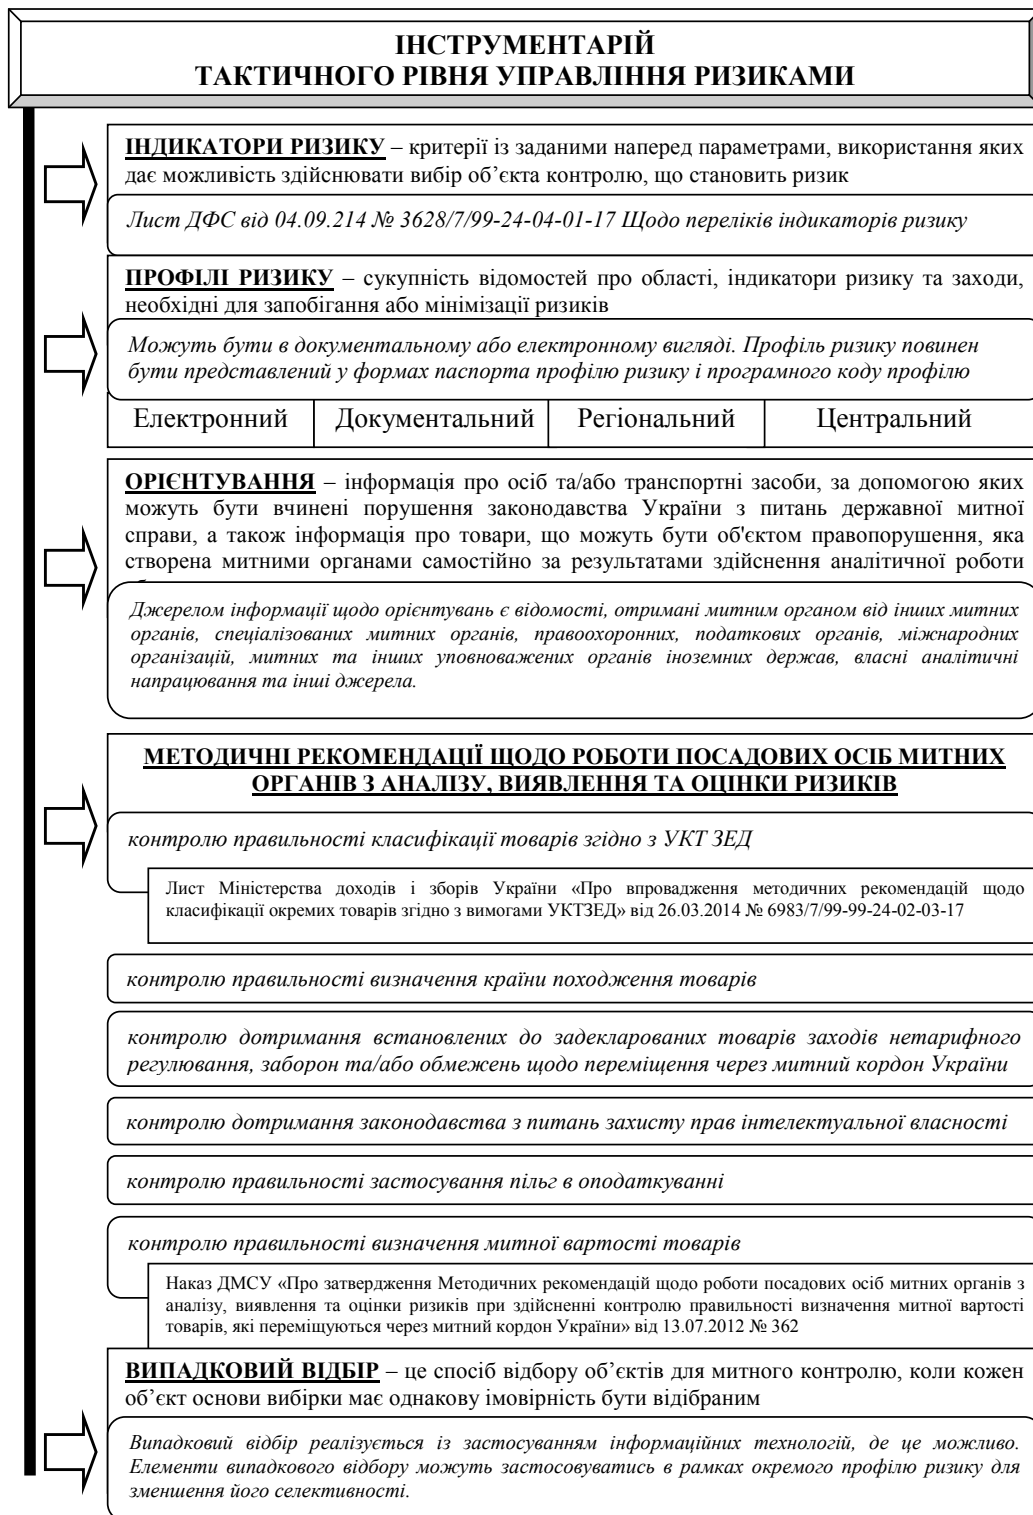 ІНСТРУМЕНТАРІЙ
ТАКТИЧНОГО РІВНЯ УПРАВЛІННЯ РИЗИКАМИ
ІНДИКАТОРИ РИЗИКУ – критерії із заданими наперед параметрами, використання яких
дає можливість здійснювати вибір об’єкта контролю, що становить ризик
Лист ДФС від 04.09.214 № 3628/7/99-24-04-01-17 Щодо переліків індикаторів ризику
ПРОФІЛІ РИЗИКУ – сукупність відомостей про області, індикатори ризику та заходи,
необхідні для запобігання або мінімізації ризиків
Можуть бути в документальному або електронному вигляді. Профіль ризику повинен
бути представлений у формах паспорта профілю ризику і програмного коду профілю
Електронний Документальний Регіональний Центральний
ОРІЄНТУВАННЯ – інформація про осіб та/або транспортні засоби, за допомогою яких
можуть бути вчинені порушення законодавства України з питань державної митної
справи, а також інформація про товари, що можуть бути об'єктом правопорушення, яка
створена митними органами самостійно за результатами здійснення аналітичної роботи
Джерелом інформації щодо орієнтувань є відомості, отримані митним органом від інших митних
органів, спеціалізованих митних органів, правоохоронних, податкових органів, міжнародних
організацій, митних та інших уповноважених органів іноземних держав, власні аналітичні
напрацювання та інші джерела.
МЕТОДИЧНІ РЕКОМЕНДАЦІЇ ЩОДО РОБОТИ ПОСАДОВИХ ОСІБ МИТНИХ
ОРГАНІВ З АНАЛІЗУ, ВИЯВЛЕННЯ ТА ОЦІНКИ РИЗИКІВ
контролю правильності класифікації товарів згідно з УКТ ЗЕД
Лист Міністерства доходів і зборів України «Про впровадження методичних рекомендацій щодо
класифікації окремих товарів згідно з вимогами УКТЗЕД» від 26.03.2014 № 6983/7/99-99-24-02-03-17
контролю правильності визначення країни походження товарів
контролю дотримання встановлених до задекларованих товарів заходів нетарифного
регулювання, заборон та/або обмежень щодо переміщення через митний кордон України
контролю дотримання законодавства з питань захисту прав інтелектуальної власності
контролю правильності застосування пільг в оподаткуванні
контролю правильності визначення митної вартості товарів
Наказ ДМСУ «Про затвердження Методичних рекомендацій щодо роботи посадових осіб митних органів з
аналізу, виявлення та оцінки ризиків при здійсненні контролю правильності визначення митної вартості
товарів, які переміщуються через митний кордон України» від 13.07.2012 № 362
ВИПАДКОВИЙ ВІДБІР – це спосіб відбору об’єктів для митного контролю, коли кожен
об’єкт основи вибірки має однакову імовірність бути відібраним
Випадковий відбір реалізується із застосуванням інформаційних технологій, де це можливо.
Елементи випадкового відбору можуть застосовуватись в рамках окремого профілю ризику для
зменшення його селективності.